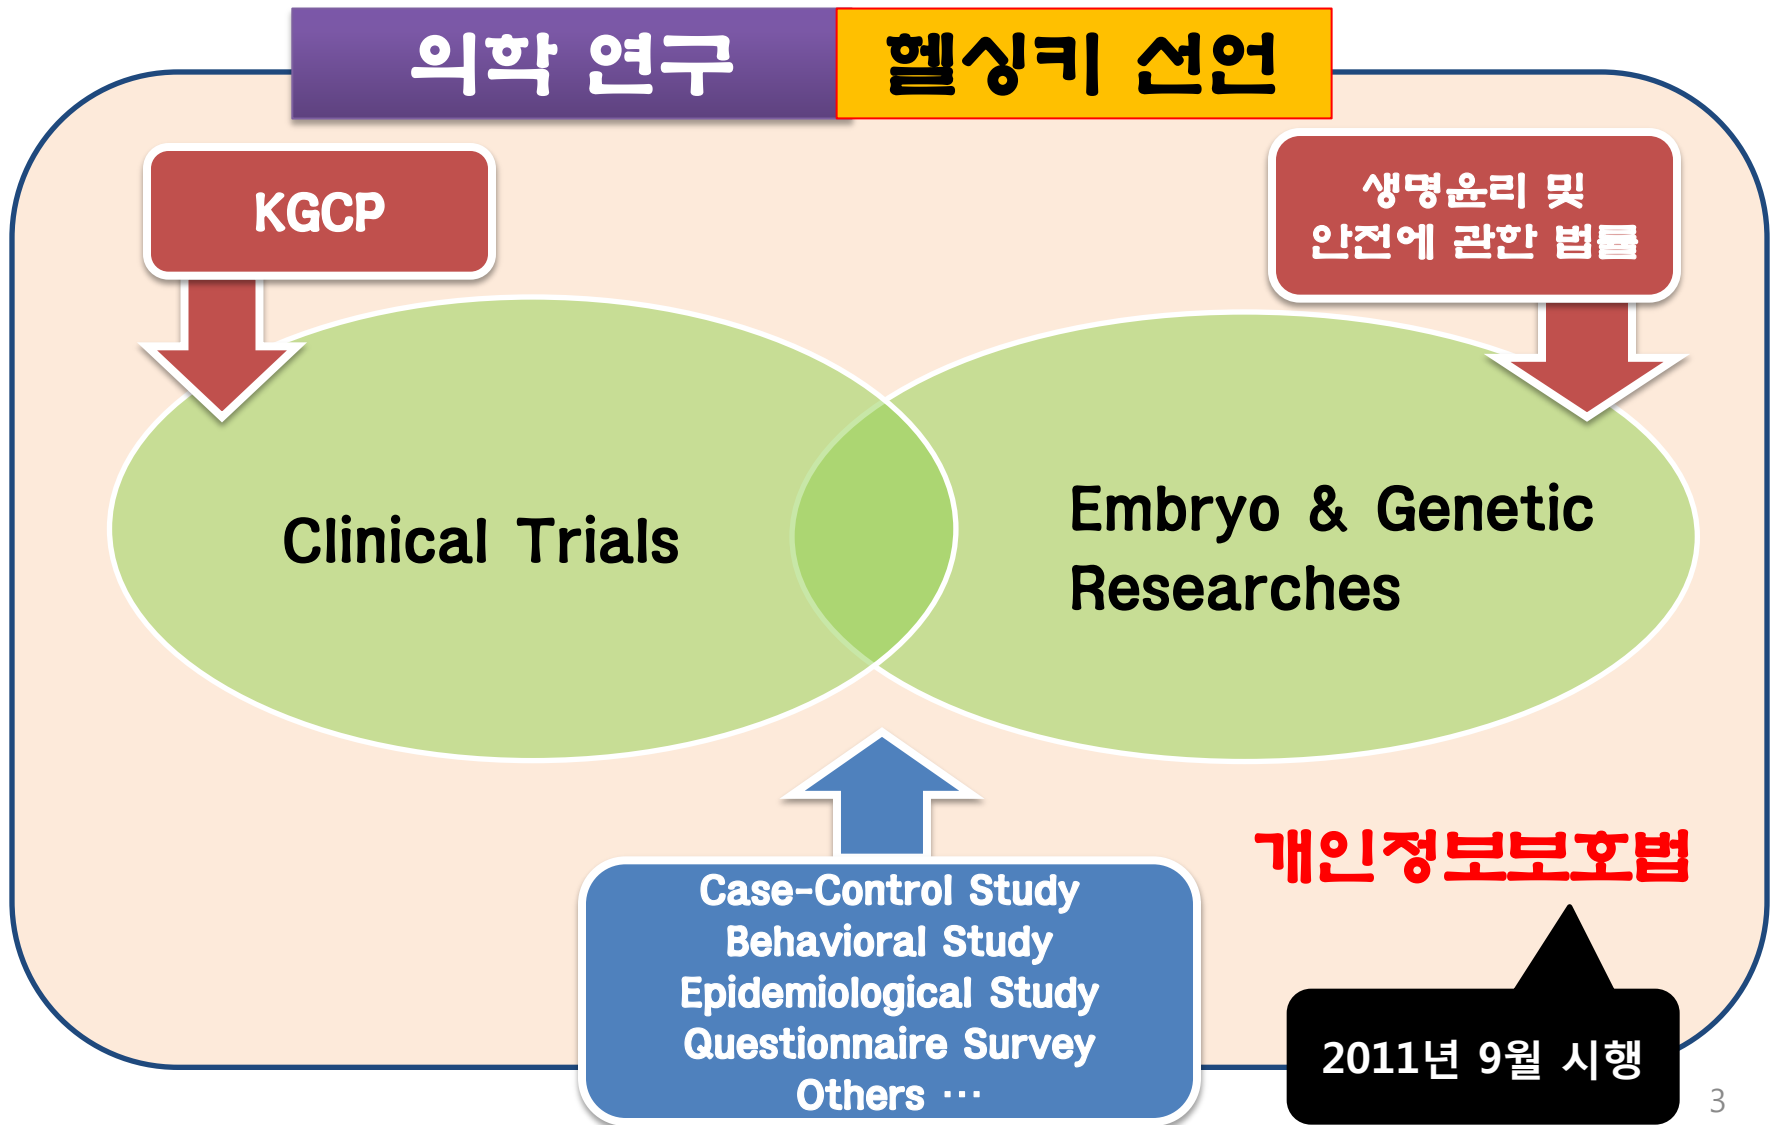 의학 연구
헬싱키 선언
KGCP
생명윤리 및
안전에 관한 법률
Clinical Trials
Embryo & Genetic
Researches
개인정보보호법
Case-Control Study
Behavioral Study
Epidemiological Study
Questionnaire Survey
Others …
2011년 9월 시행
3